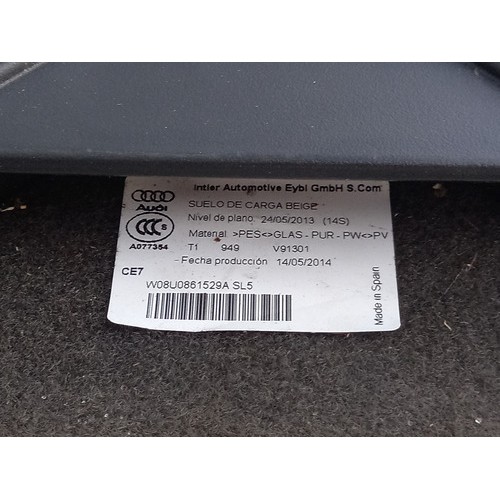 Intier Automotive Eybl GmbH S.Com
Audi
SUELO DE CARGA BEIGE
Nivel de plano 24/05/2013 (14S)
CCC S
Material >PES<>GLAS - PUR - PW<>PV
A077354
T1 949 V91301
Fecha producción 14/05/2014
CE7
W08U0861529A SL5
Made in Spain